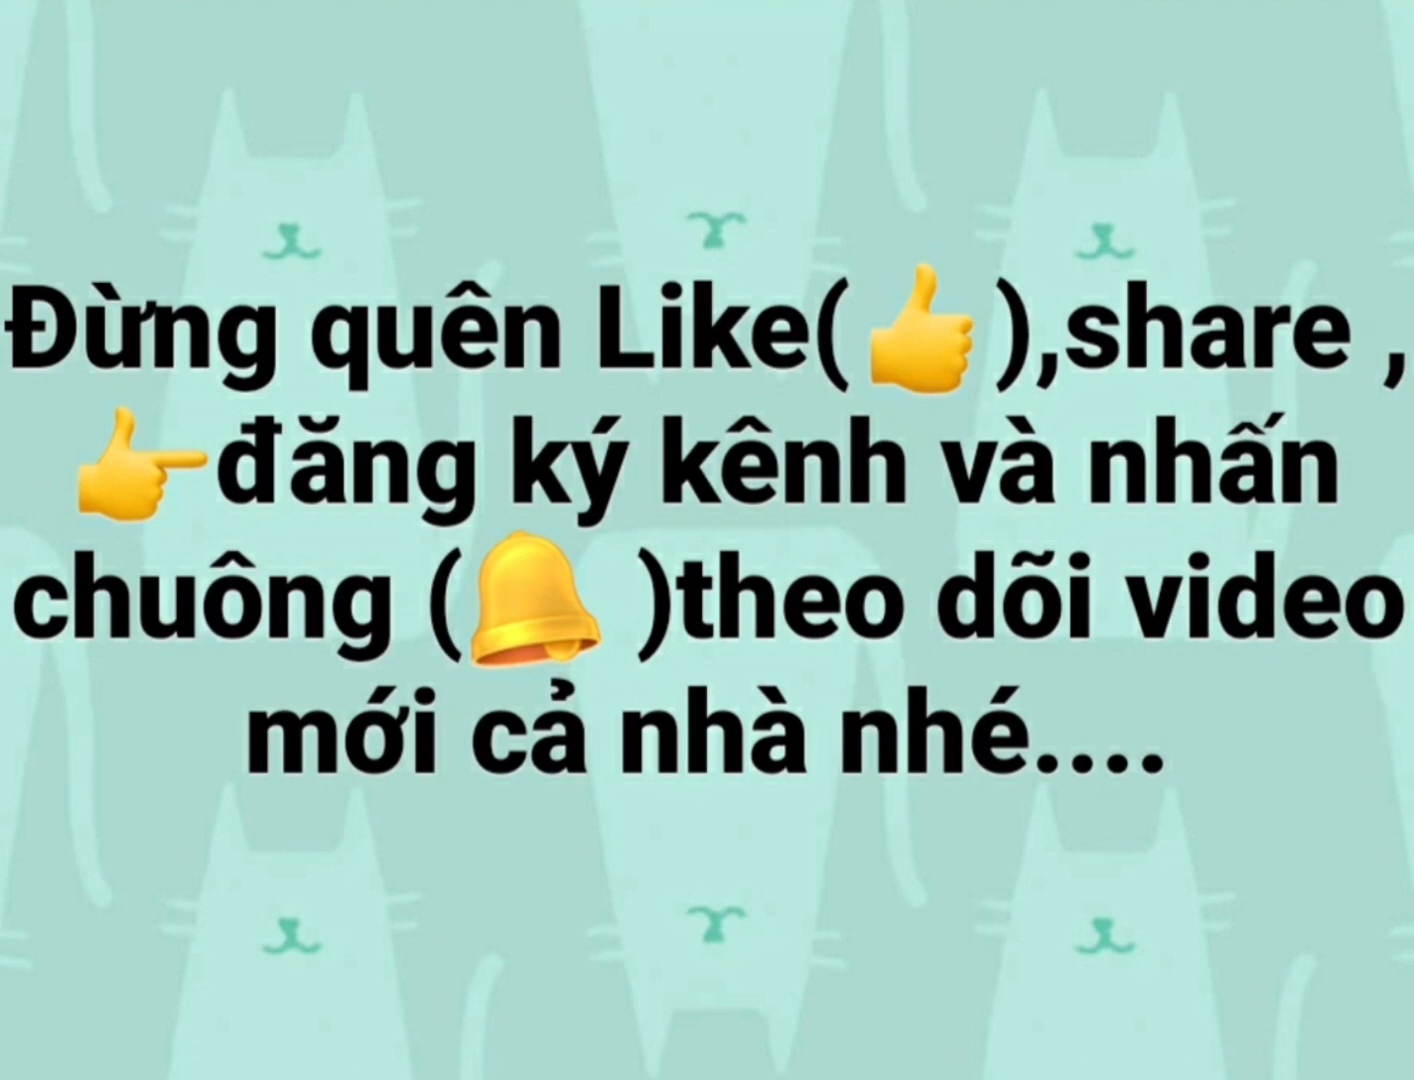 Đừng quên Like(👍),share ,
👉đăng ký kênh và nhấn
chuông (🔔 )theo dõi video
mới cả nhà nhé....